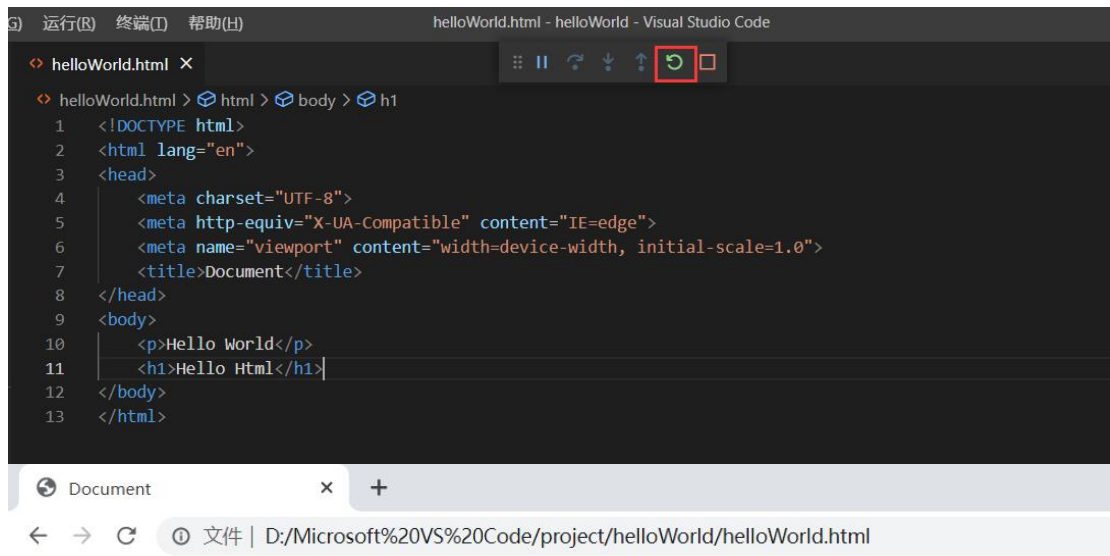 G) 运行(R) 终端(T) 帮助(H) helloWorld.html - helloWorld - Visual Studio Code
helloWorld.html
helloWorld.html > html > body > h1
1 <!DOCTYPE html>
2 <html lang="en">
3 <head>
4 <meta charset="UTF-8">
5 <meta http-equiv="X-UA-Compatible" content="IE=edge">
6 <meta name="viewport" content="width=device-width, initial-scale=1.0">
7 <title>Document</title>
8 </head>
9 <body>
10 <p>Hello World</p>
11 <h1>Hello Html</h1>
12 </body>
13 </html>
Document
文件 | D:/Microsoft%20VS%20Code/project/helloWorld/helloWorld.html